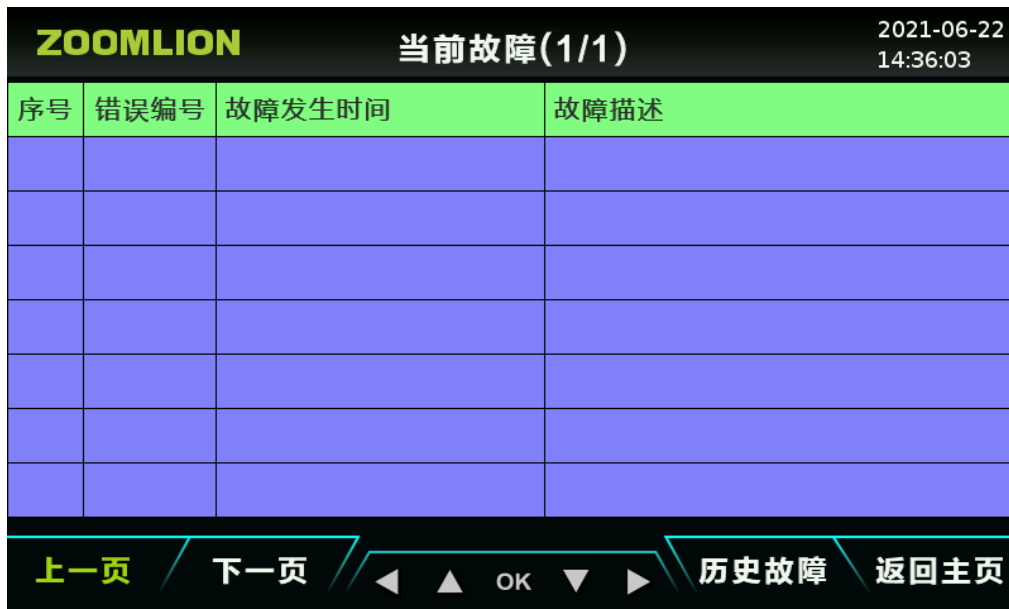 ZOOMLION
当前故障(1/1)
2021-06-22
14:36:03
序号 错误编号 故障发生时间 故障描述
上一页 下一页 OK 历史故障 返回主页